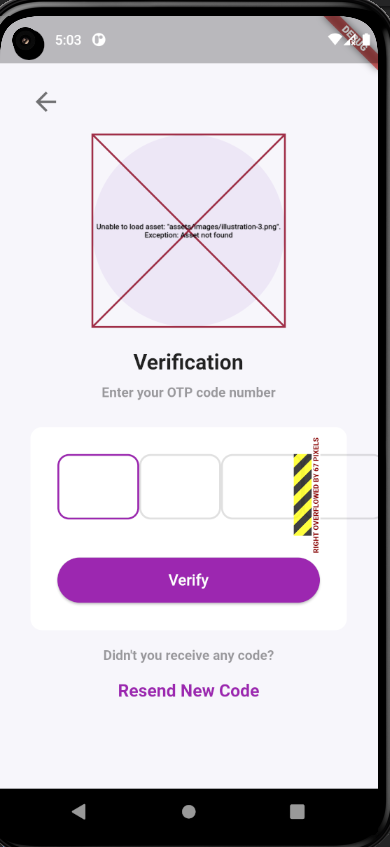 5:03
DEBUG
Unable to load asset: "assets/images/illustration-3.png".
Exception: Asset not found
Verification
Enter your OTP code number
RIGHT OVERFLOWED BY 67 PIXELS
Verify
Didn't you receive any code?
Resend New Code